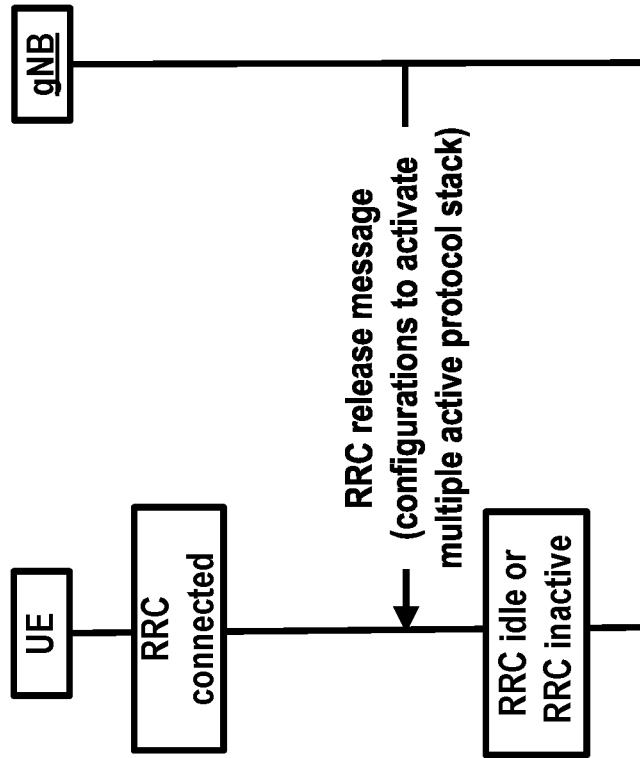 gNB
UE
RRC
connected
RRC release message
(configurations to activate
multiple active protocol stack)
RRC idle or
RRC inactive